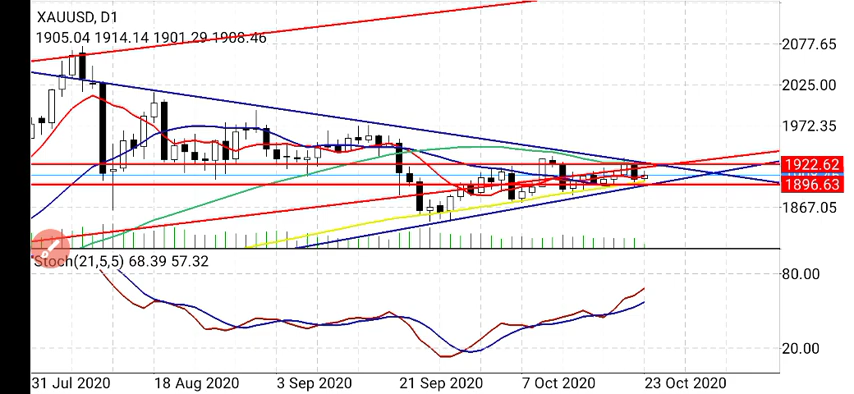 XAUUSD, D1
1905.04 1914.14 1901.29 1908.46
2077.65
2025.00
1972.35
1922.62
1896.63
1867.05
Stoch(21,5,5) 68.39 57.32
80.00
20.00
31 Jul 2020 18 Aug 2020 3 Sep 2020 21 Sep 2020 7 Oct 2020 23 Oct 2020